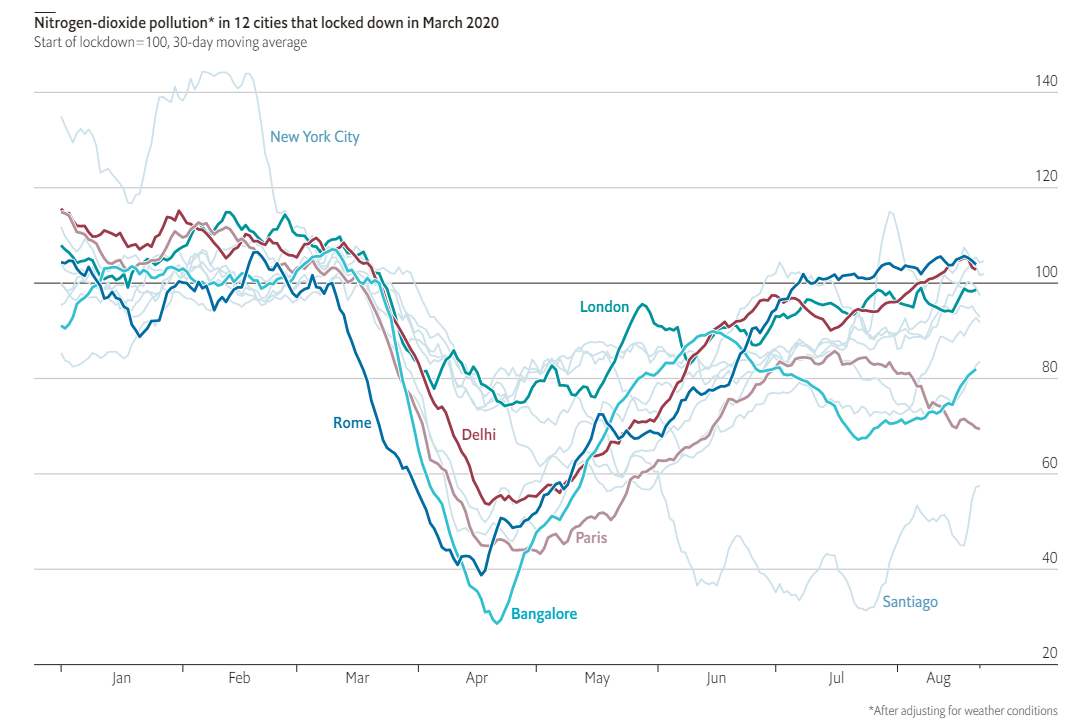 Nitrogen-dioxide pollution* in 12 cities that locked down in March 2020
Start of lockdown=100, 30-day moving average
140
New York City
120
100
London
80
Rome
Delhi
60
Paris
40
Santiago
Bangalore
20
Jan Feb Mar Apr May Jun Jul Aug
*After adjusting for weather conditions